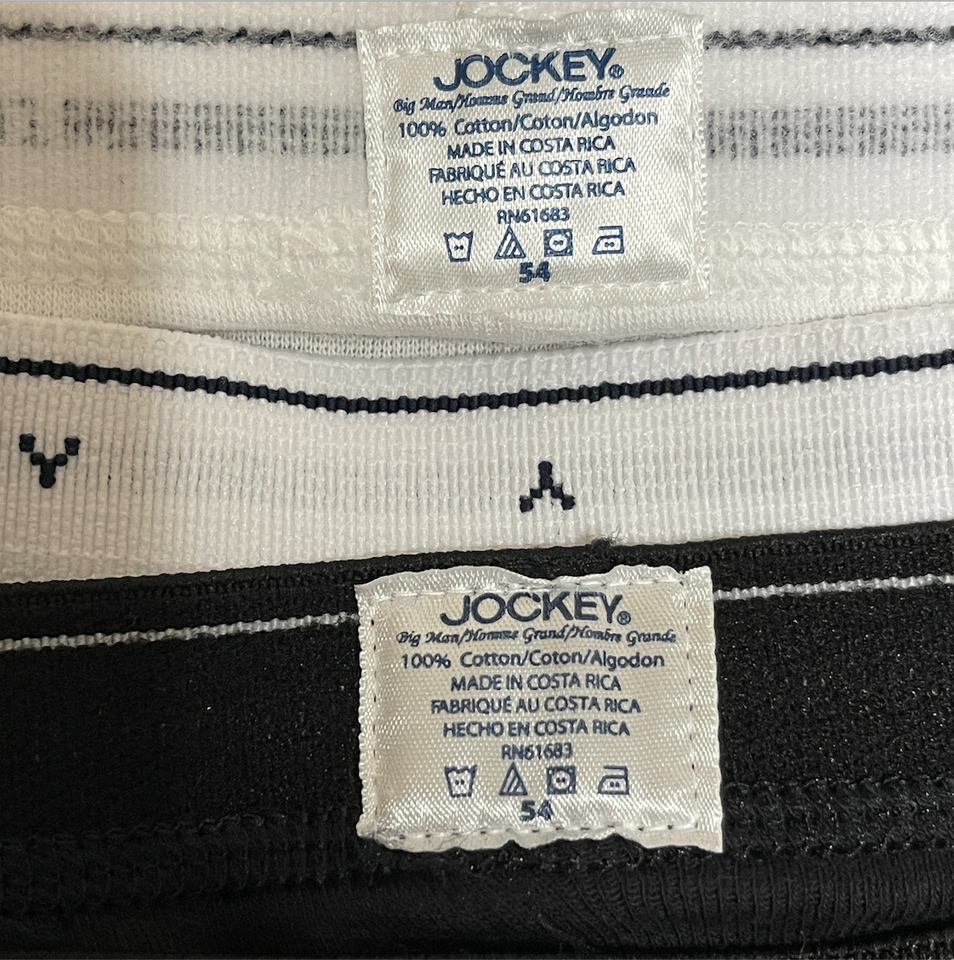 JOCKEY®
Big Man/Homme Grand/Hombre Grande
100% Cotton/Coton/Algodon
MADE IN COSTA RICA
FABRIQUÉ AU COSTA RICA
HECHO EN COSTA RICA
RN61683
54
JOCKEY®
Big Man/Homme Grand/Hombre Grande
100% Cotton/Coton/Algodon
MADE IN COSTA RICA
FABRIQUÉ AU COSTA RICA
HECHO EN COSTA RICA
RN61683
54